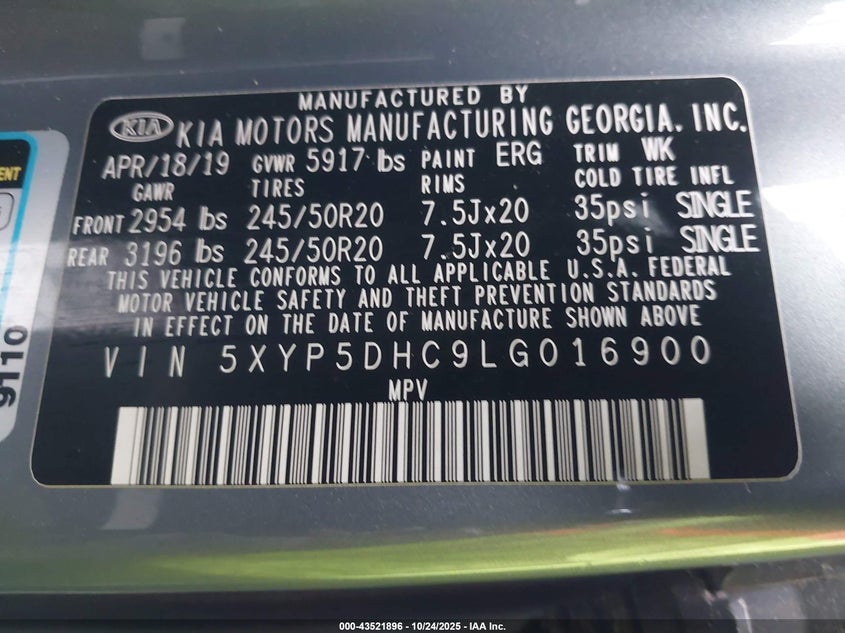 MANUFACTURED BY
KIA KIA MOTORS MANUFACTURING GEORGIA, INC.
APR/18/19 GVWR 5917 lbs PAINT ERG TRIM WK
GAWR TIRES RIMS COLD TIRE INFL
FRONT 2954 lbs 245/50R20 7.5Jx20 35psi SINGLE
REAR 3196 lbs 245/50R20 7.5Jx20 35psi SINGLE
THIS VEHICLE CONFORMS TO ALL APPLICABLE U.S.A. FEDERAL
MOTOR VEHICLE SAFETY AND THEFT PREVENTION STANDARDS
IN EFFECT ON THE DATE OF MANUFACTURE SHOWN ABOVE
VIN 5XYP5DHC9LG016900
MPV
9110
000-43521896 - 10/24/2025 - IAA Inc.